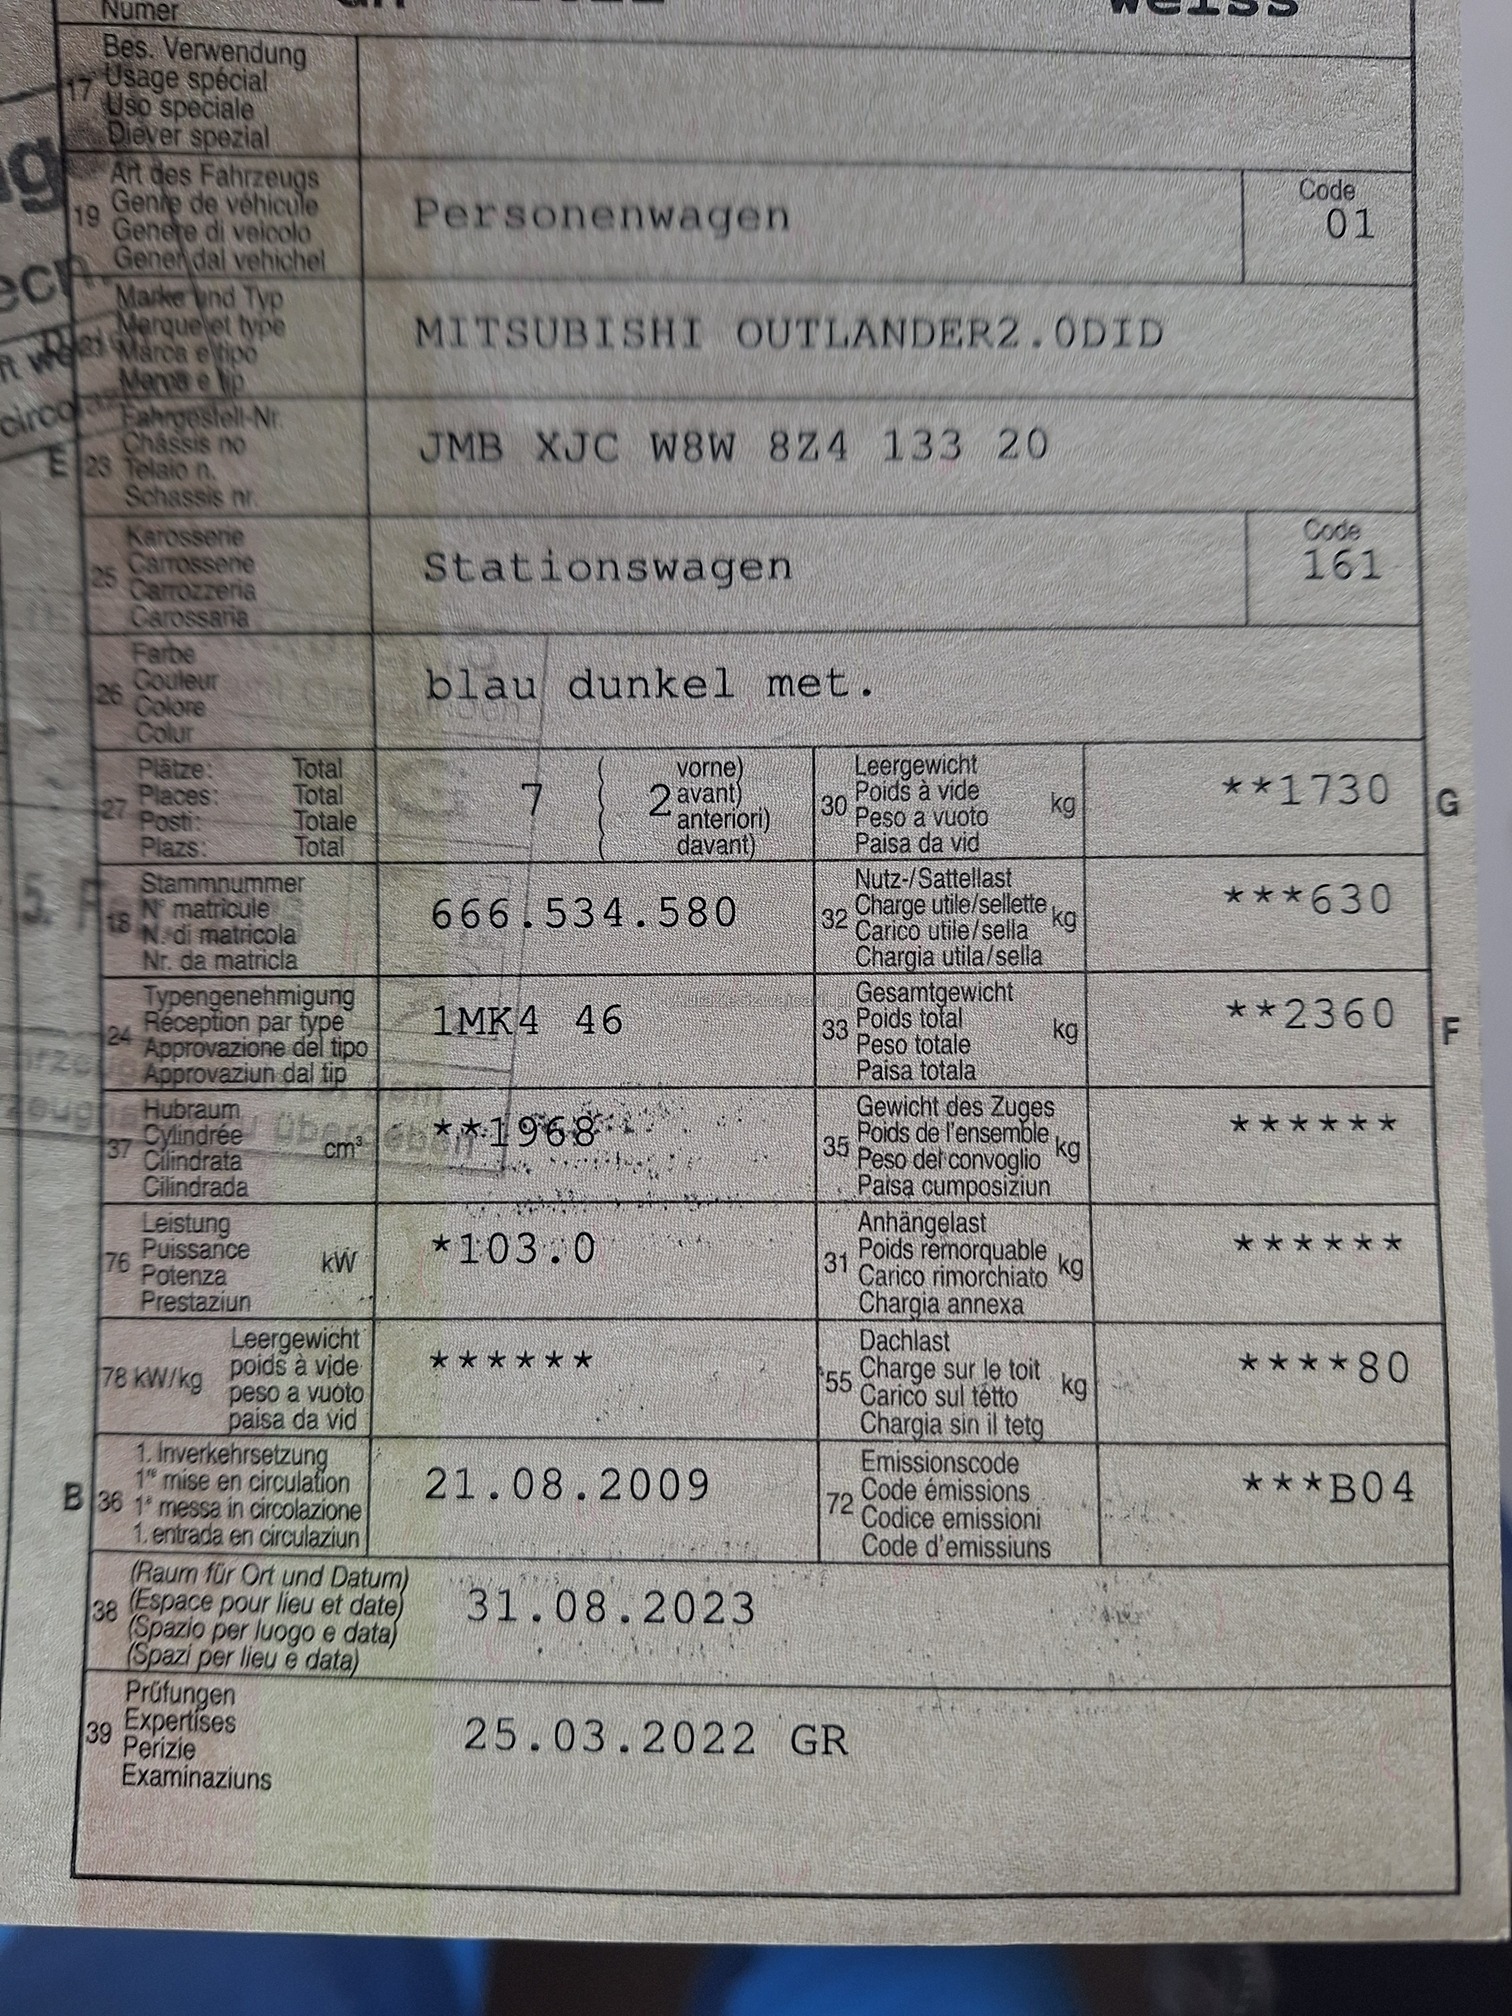 Numer
weiss
Bes. Verwendung
17 Usage spécial
Uso speciale
Diever spezial
Art des Fahrzeugs
19 Genre de véhicule
Genere di veicolo
Gener dal vehichel
Personenwagen
Code
01
Marke und Typ
21 Marque et type
Marca e tipo
Marca e tip
MITSUBISHI OUTLANDER2.0DID
Fahrgestell-Nr.
Châssis no
E 23 Telaio n.
Schassis nr.
JMB XJC W8W 8Z4 133 20
Karosserie
25 Carrosserie
Carrozzeria
Carossaria
Stationswagen
Code
161
Farbe
26 Couleur
Colore
Colur
blau dunkel met.
Plätze: Total
27 Places: Total
Posti: Totale
Plazs: Total
7 2
vorne)
avant)
anteriori)
davant)
Leergewicht
30 Poids à vide kg
Peso a vuoto
Paisa da vid
**1730 G
Stammnummer
18 N° matricule
N. di matricola
Nr. da matricla
666.534.580
Nutz-/Sattellast
32 Charge utile/sellette kg
Carico utile/sella
Chargia utila/sella
***630
Typengenehmigung
24 Réception par type
Approvazione del tipo
Approvaziun dal tip
1MK4 46
Gesamtgewicht
33 Poids total kg
Peso totale
Paisa totala
**2360 F
Hubraum
37 Cylindrée cm³
Cilindrata
Cilindrada
**1968
Gewicht des Zuges
35 Poids de l'ensemble kg
Peso del convoglio
Paisa cumposiziun
******
Leistung
76 Puissance kW
Potenza
Prestaziun
*103.0
Anhängelast
31 Poids remorquable kg
Carico rimorchiato
Chargia annexa
******
Leergewicht
78 kW/kg poids à vide
peso a vuoto
paisa da vid
******
Dachlast
55 Charge sur le toit kg
Carico sul tétto
Chargia sin il tetg
****80
1. Inverkehrsetzung
B 36 1re mise en circulation
1a messa in circolazione
1. entrada en circulaziun
21.08.2009
Emissionscode
72 Code émissions
Codice emissioni
Code d'emissiuns
***B04
(Raum für Ort und Datum)
38 (Espace pour lieu et date)
(Spazio per luogo e data)
(Spazi per lieu e data)
31.08.2023
Prüfungen
39 Expertises
Perizie
Examinaziuns
25.03.2022 GR